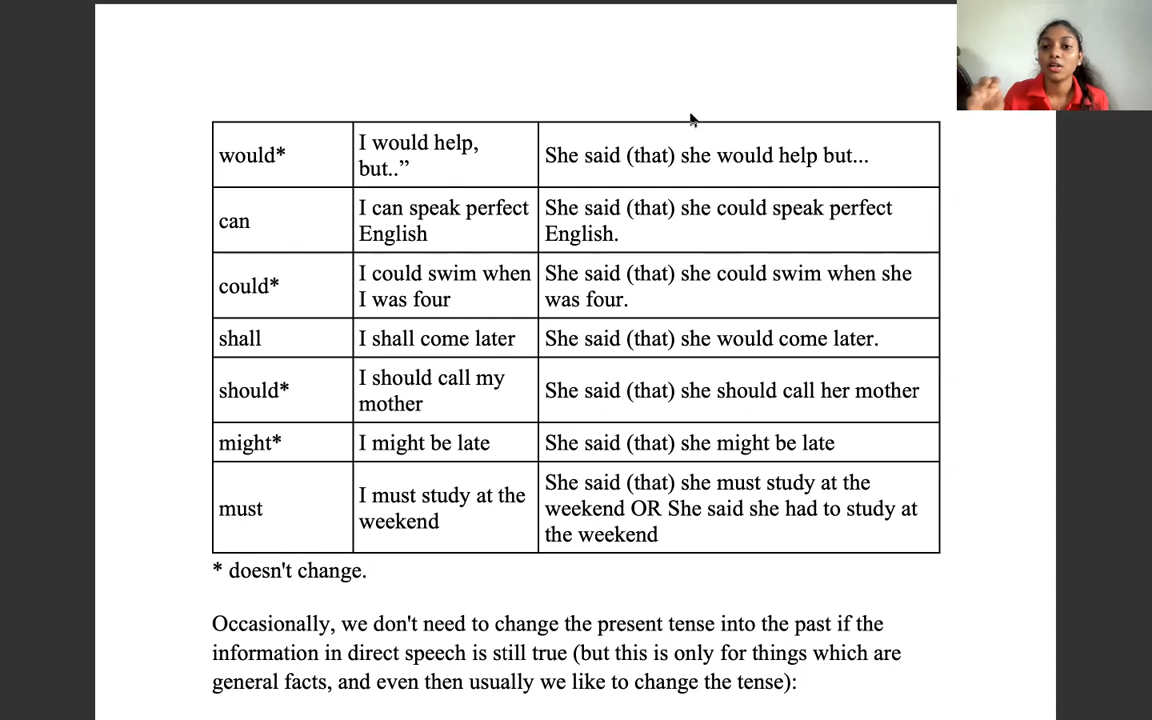 would*
I would help,
but..”
She said (that) she would help but...
can
I can speak perfect
English
She said (that) she could speak perfect
English.
could*
I could swim when
I was four
She said (that) she could swim when she
was four.
shall
I shall come later
She said (that) she would come later.
should*
I should call my
mother
She said (that) she should call her mother
might*
I might be late
She said (that) she might be late
must
I must study at the
weekend
She said (that) she must study at the
weekend OR She said she had to study at
the weekend
* doesn't change.
Occasionally, we don't need to change the present tense into the past if the
information in direct speech is still true (but this is only for things which are
general facts, and even then usually we like to change the tense):